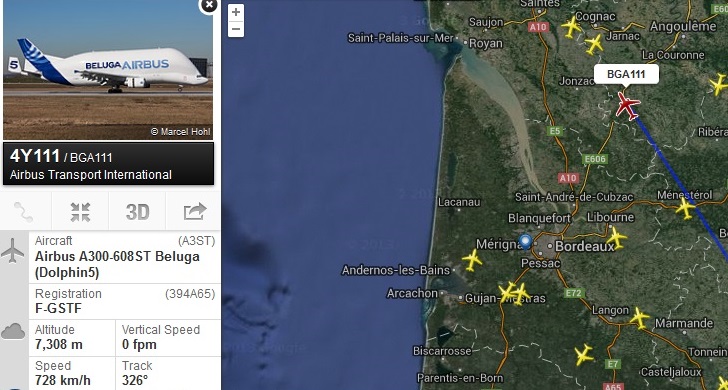 BELUGA AIRBUS
5
© Marcel Hohl
4Y111 / BGA111
Airbus Transport International
3D
Aircraft (A3ST)
Airbus A300-608ST Beluga
(Dolphin5)
Registration (394A65)
F-GSTF
Altitude
7,308 m
Vertical Speed
0 fpm
Speed
728 km/h
Track
326°
+
−
Saintes
Cognac
E60
Angoulême
Saujon
N10
Jarnac
Saint-Palais-sur-Mer
Royan
A10
La Couronne
Jonzac
BGA111
E5
Ribéra
E606
A10
Lacanau
Saint-André-de-Cubzac
Ménestérol
Blanquefort
Libourne
Mérignac
Bordeaux
Pessac
Andernos-les-Bains
Arcachon
Gujan-Mestras
E72
Langon
Marmande
Biscarrosse
Tonnein
Casteljaloux
Parentis-en-Born